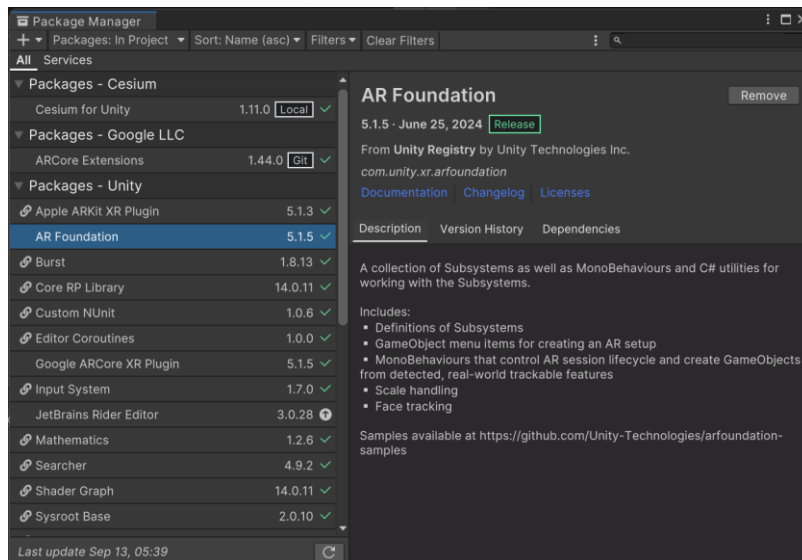 Package Manager
Packages: In Project Sort: Name (asc) Filters Clear Filters
All Services
Packages - Cesium
Cesium for Unity 1.11.0 Local
Packages - Google LLC
ARCore Extensions 1.44.0 Git
Packages - Unity
Apple ARKit XR Plugin 5.1.3
AR Foundation 5.1.5
Burst 1.8.13
Core RP Library 14.0.11
Custom NUnit 1.0.6
Editor Coroutines 1.0.0
Google ARCore XR Plugin 5.1.5
Input System 1.7.0
JetBrains Rider Editor 3.0.28
Mathematics 1.2.6
Searcher 4.9.2
Shader Graph 14.0.11
Sysroot Base 2.0.10
Last update Sep 13, 05:39
AR Foundation Remove
5.1.5 · June 25, 2024 Release
From Unity Registry by Unity Technologies Inc.
com.unity.xr.arfoundation
Documentation Changelog Licenses
Description Version History Dependencies
A collection of Subsystems as well as MonoBehaviours and C# utilities for
working with the Subsystems.
Includes:
▪ Definitions of Subsystems
▪ GameObject menu items for creating an AR setup
▪ MonoBehaviours that control AR session lifecycle and create GameObjects
from detected, real-world trackable features
▪ Scale handling
▪ Face tracking
Samples available at https://github.com/Unity-Technologies/arfoundation-
samples